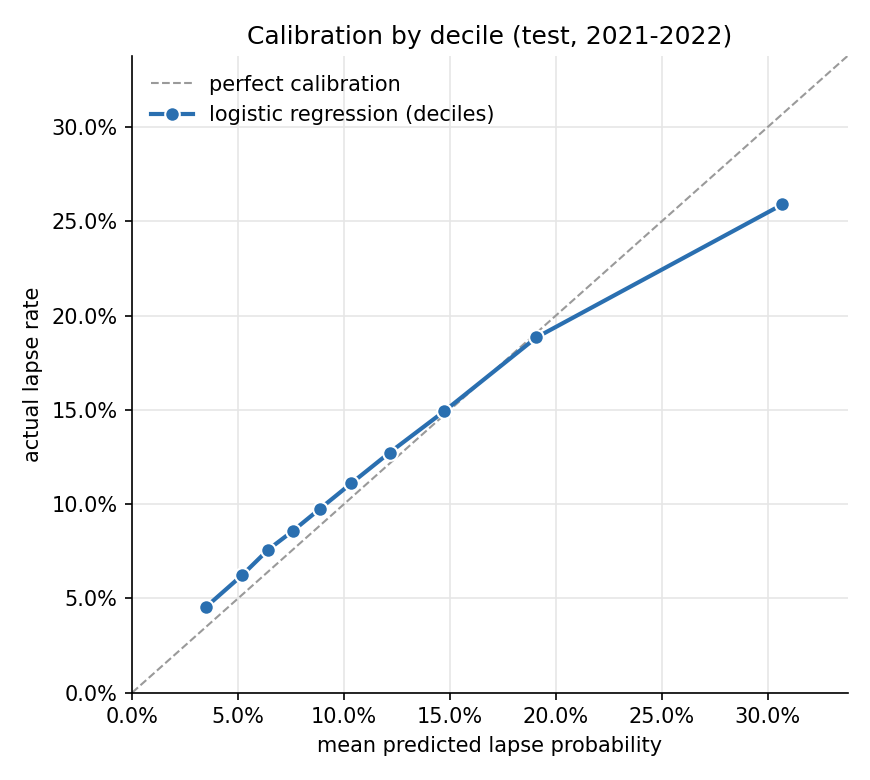 Calibration by decile (test, 2021-2022)
perfect calibration
logistic regression (deciles)
30.0%
25.0%
20.0%
15.0%
10.0%
5.0%
0.0%
actual lapse rate
0.0% 5.0% 10.0% 15.0% 20.0% 25.0% 30.0%
mean predicted lapse probability